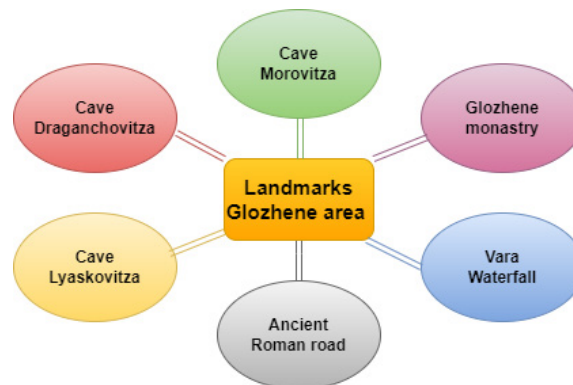 Cave
Morovitza
Cave
Draganchovitza
Glozhene
monastry
Landmarks
Glozhene area
Cave
Lyaskovitza
Vara
Waterfall
Ancient
Roman road